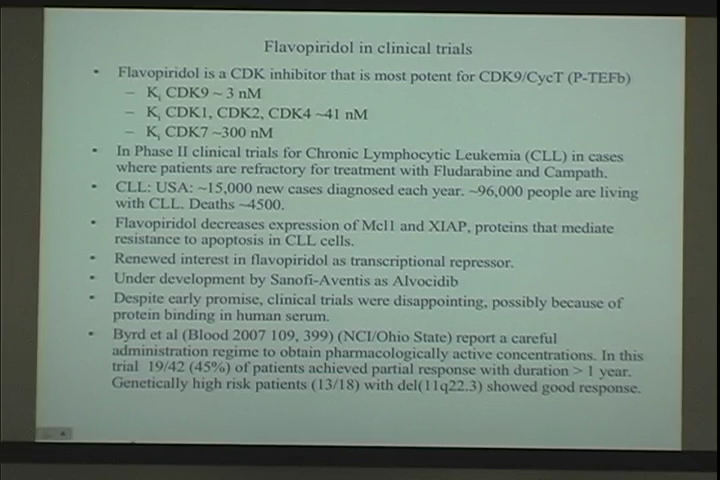 Flavopiridol in clinical trials
• Flavopiridol is a CDK inhibitor that is most potent for CDK9/CycT (P-TEFb)
– Ki CDK9 ~ 3 nM
– Ki CDK1, CDK2, CDK4 ~41 nM
– Ki CDK7 ~300 nM
• In Phase II clinical trials for Chronic Lymphocytic Leukemia (CLL) in cases
where patients are refractory for treatment with Fludarabine and Campath.
• CLL: USA: ~15,000 new cases diagnosed each year. ~96,000 people are living
with CLL. Deaths ~4500.
• Flavopiridol decreases expression of Mcl1 and XIAP, proteins that mediate
resistance to apoptosis in CLL cells.
• Renewed interest in flavopiridol as transcriptional repressor.
• Under development by Sanofi-Aventis as Alvocidib
• Despite early promise, clinical trials were disappointing, possibly because of
protein binding in human serum.
• Byrd et al (Blood 2007 109, 399) (NCI/Ohio State) report a careful
administration regime to obtain pharmacologically active concentrations. In this
trial 19/42 (45%) of patients achieved partial response with duration > 1 year.
Genetically high risk patients (13/18) with del(11q22.3) showed good response.